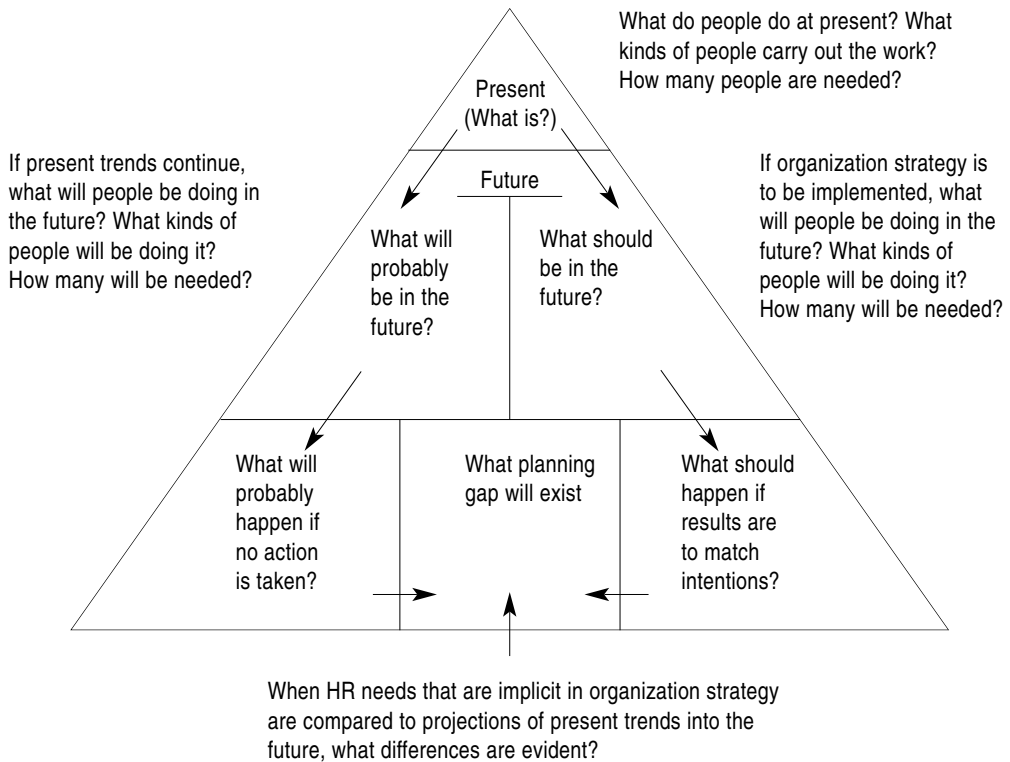 What do people do at present? What
kinds of people carry out the work?
How many people are needed?
Present
(What is?)
If present trends continue,
what will people be doing in
the future? What kinds of
people will be doing it?
How many will be needed?
Future
If organization strategy is
to be implemented, what
will people be doing in the
future? What kinds of
people will be doing it?
How many will be needed?
What will
probably
be in the
future?
What should
be in the
future?
What will
probably
happen if
no action
is taken?
What planning
gap will exist
What should
happen if
results are
to match
intentions?
When HR needs that are implicit in organization strategy
are compared to projections of present trends into the
future, what differences are evident?